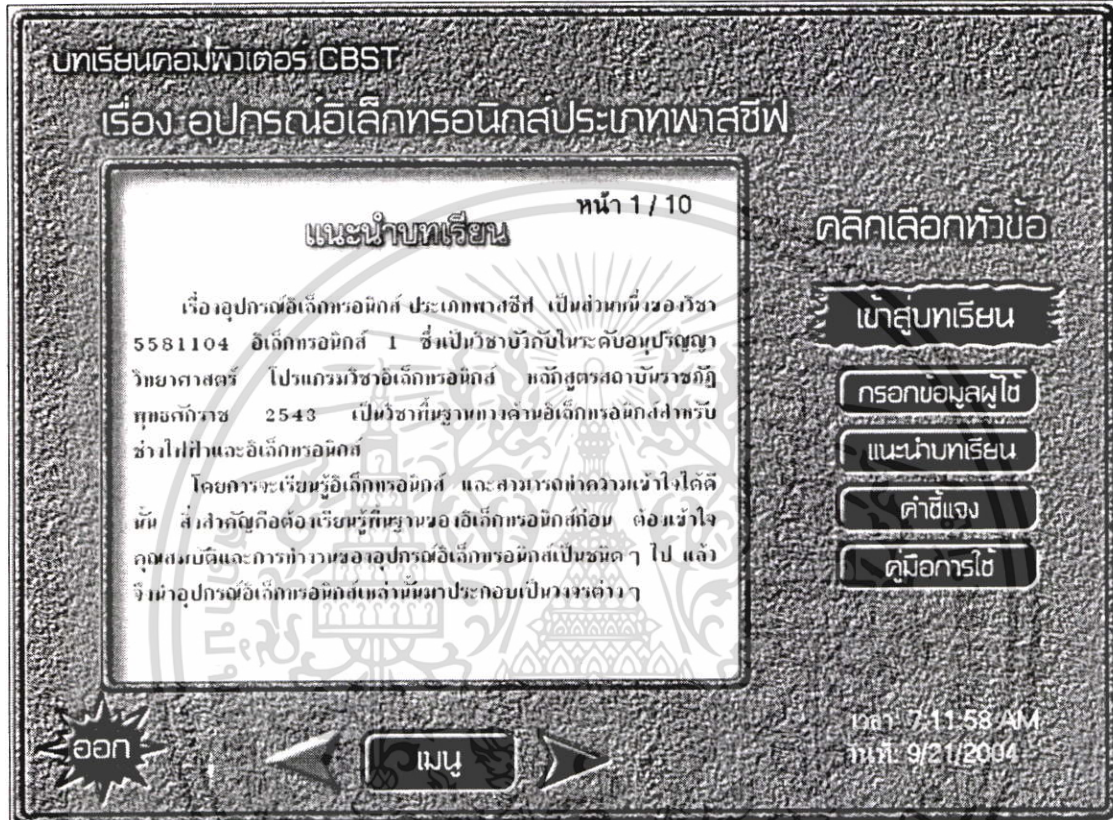 บทเรียนคอมพิวเตอร์ CBST
เรื่อง อุปกรณ์อิเล็กทรอนิกส์ประเภทพาสซีฟ
หน้า 1 / 10
แนะนำบทเรียน
เรื่องอุปกรณ์อิเล็กทรอนิกส์ ประเภทพาสซีฟ เป็นส่วนหนึ่งของวิชา
5581104 อิเล็กทรอนิกส์ 1 ซึ่งเป็นวิชาบังคับในระดับอนุปริญญา
วิทยาศาสตร์ โปรแกรมวิชาอิเล็กทรอนิกส์ หลักสูตรสถาบันราชภัฏ
พุทธศักราช 2543 เป็นวิชาพื้นฐานทางด้านอิเล็กทรอนิกส์สำหรับ
ช่างไฟฟ้าและอิเล็กทรอนิกส์
โดยการจะเรียนรู้อิเล็กทรอนิกส์ และสามารถทำความเข้าใจได้ดี
นั้น สิ่งสำคัญคือต้องเรียนรู้พื้นฐานของอิเล็กทรอนิกส์ก่อน ต้องเข้าใจ
คุณสมบัติและการทำงานของอุปกรณ์อิเล็กทรอนิกส์เป็นชนิด ๆ ไป แล้ว
จึงนำอุปกรณ์อิเล็กทรอนิกส์เหล่านั้นมาประกอบเป็นวงจรต่าง ๆ
คลิกเลือกหัวข้อ
เข้าสู่บทเรียน
กรอกข้อมูลผู้ใช้
แนะนำบทเรียน
คำชี้แจง
คู่มือการใช้
เวลา: 7:11:58 AM
วันที่: 9/21/2004
ออก
เมนู